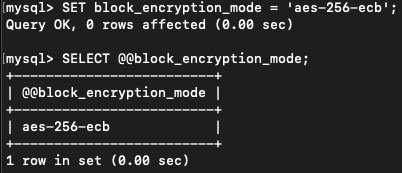 [mysql> SET block_encryption_mode = 'aes-256-ecb';
Query OK, 0 rows affected (0.00 sec)
[mysql> SELECT @@block_encryption_mode;
+-------------------------+
| @@block_encryption_mode |
+-------------------------+
| aes-256-ecb             |
+-------------------------+
1 row in set (0.00 sec)